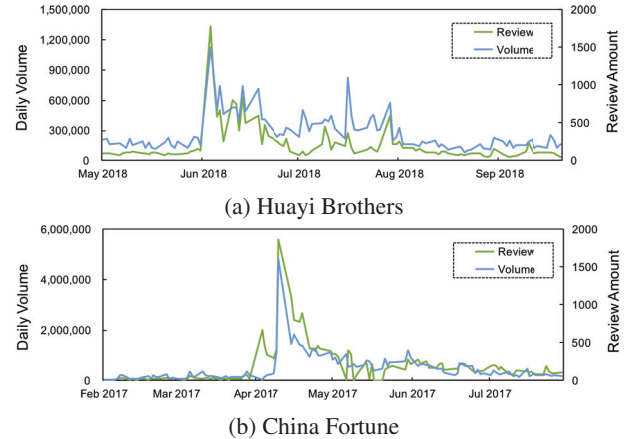 1,500,000
2000
Daily Volume
Review Amount
Review
Volume
1,200,000
1500
900,000
1000
600,000
500
300,000
0
0
May 2018
Jun 2018
Jul 2018
Aug 2018
Sep 2018
(a) Huayi Brothers
6,000,000
2000
Daily Volume
Review Amount
Review
Volume
1500
4,000,000
1000
2,000,000
500
0
0
Feb 2017
Mar 2017
Apr 2017
May 2017
Jun 2017
Jul 2017
(b) China Fortune